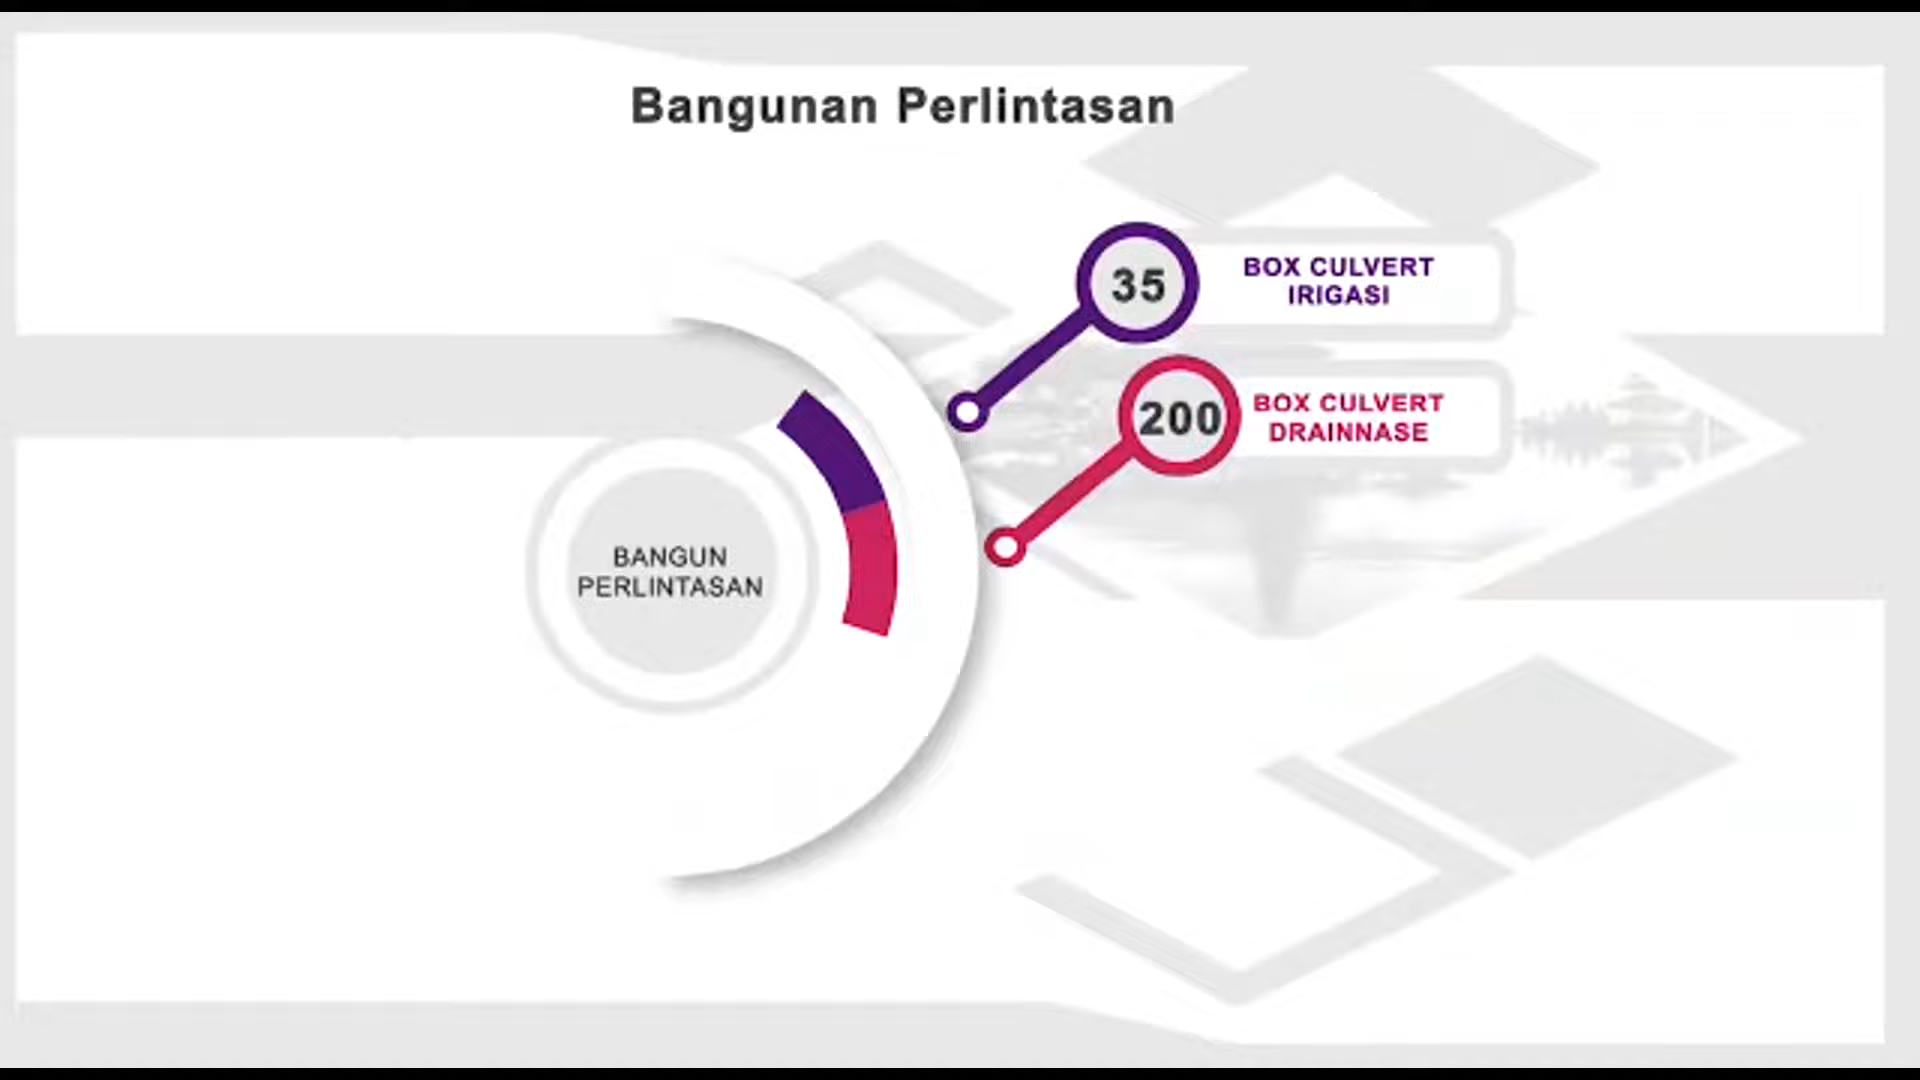 Bangunan Perlintasan
35
BOX CULVERT
IRIGASI
200
BOX CULVERT
DRAINNASE
BANGUN
PERLINTASAN